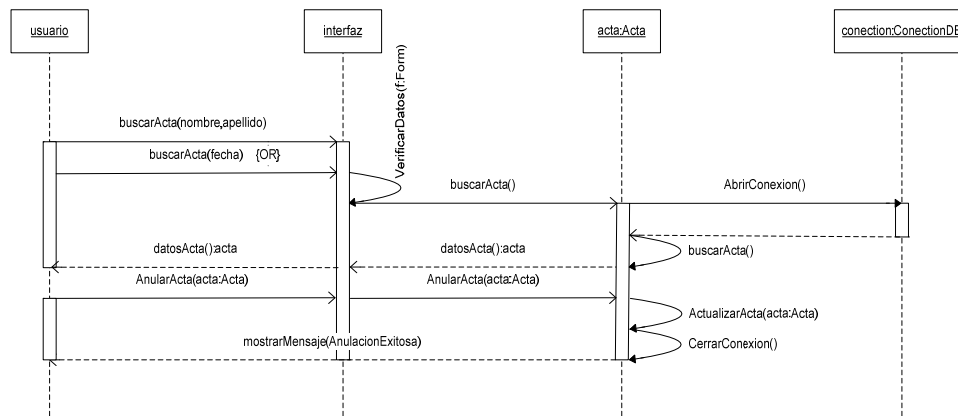 usuario
interfaz
acta:Acta
conection:ConectionDB
VerificarDatos(f:Form)
buscarActa(nombre,apellido)
buscarActa(fecha) {OR}
buscarActa()
AbrirConexion()
datosActa():acta
datosActa():acta
buscarActa()
AnularActa(acta:Acta)
AnularActa(acta:Acta)
ActualizarActa(acta:Acta)
mostrarMensaje(AnulacionExitosa)
CerrarConexion()